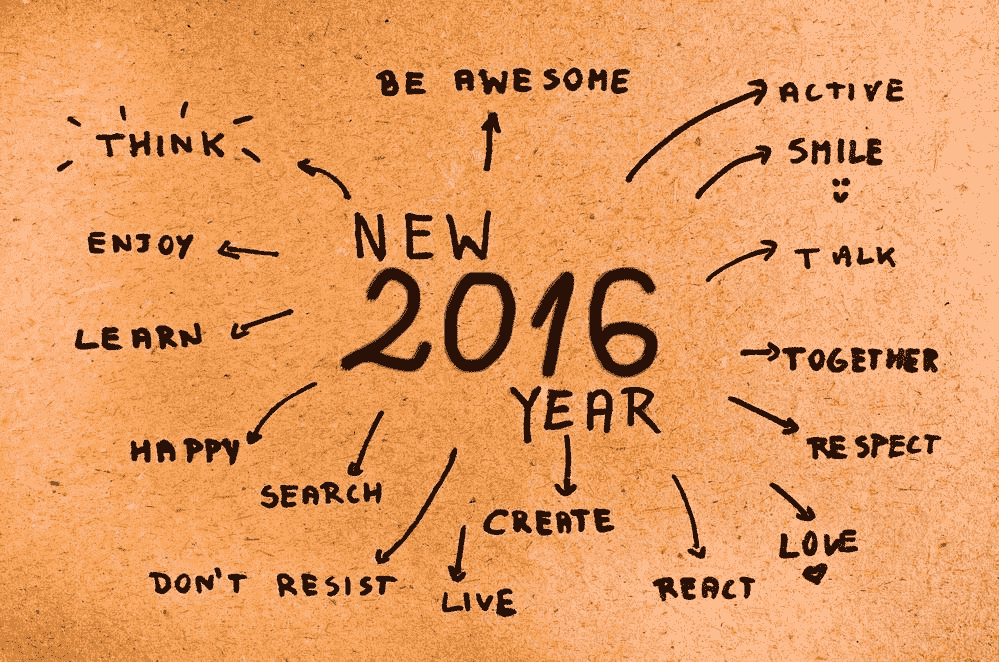 BE AWESOME
ACTIVE
THINK
SMILE
NEW
ENJOY
TALK
2016
LEARN
TOGETHER
YEAR
HAPPY
RESPECT
SEARCH
CREATE
LOVE
DON'T RESIST
LIVE
REACT